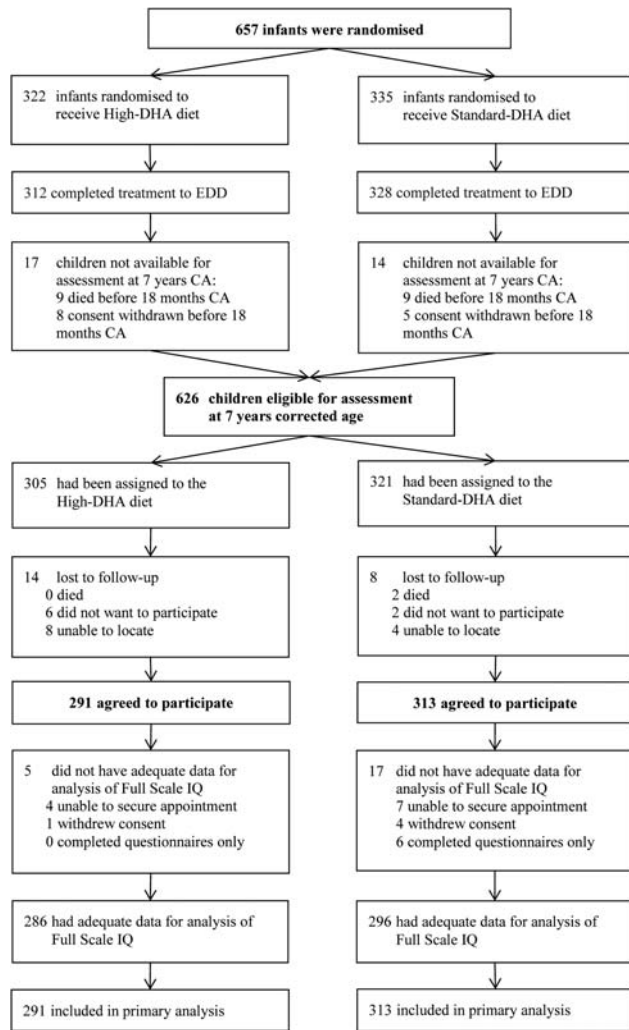 657 infants were randomised
322 infants randomised to
receive High-DHA diet
335 infants randomised to
receive Standard-DHA diet
312 completed treatment to EDD
328 completed treatment to EDD
17 children not available for
assessment at 7 years CA:
9 died before 18 months CA
8 consent withdrawn before 18
months CA
14 children not available for
assessment at 7 years CA:
9 died before 18 months CA
5 consent withdrawn before 18
months CA
626 children eligible for assessment
at 7 years corrected age
305 had been assigned to the
High-DHA diet
321 had been assigned to the
Standard-DHA diet
14 lost to follow-up
0 died
6 did not want to participate
8 unable to locate
8 lost to follow-up
2 died
2 did not want to participate
4 unable to locate
291 agreed to participate
313 agreed to participate
5 did not have adequate data for
analysis of Full Scale IQ
4 unable to secure appointment
1 withdrew consent
0 completed questionnaires only
17 did not have adequate data for
analysis of Full Scale IQ
7 unable to secure appointment
4 withdrew consent
6 completed questionnaires only
286 had adequate data for analysis of
Full Scale IQ
296 had adequate data for analysis of
Full Scale IQ
291 included in primary analysis
313 included in primary analysis